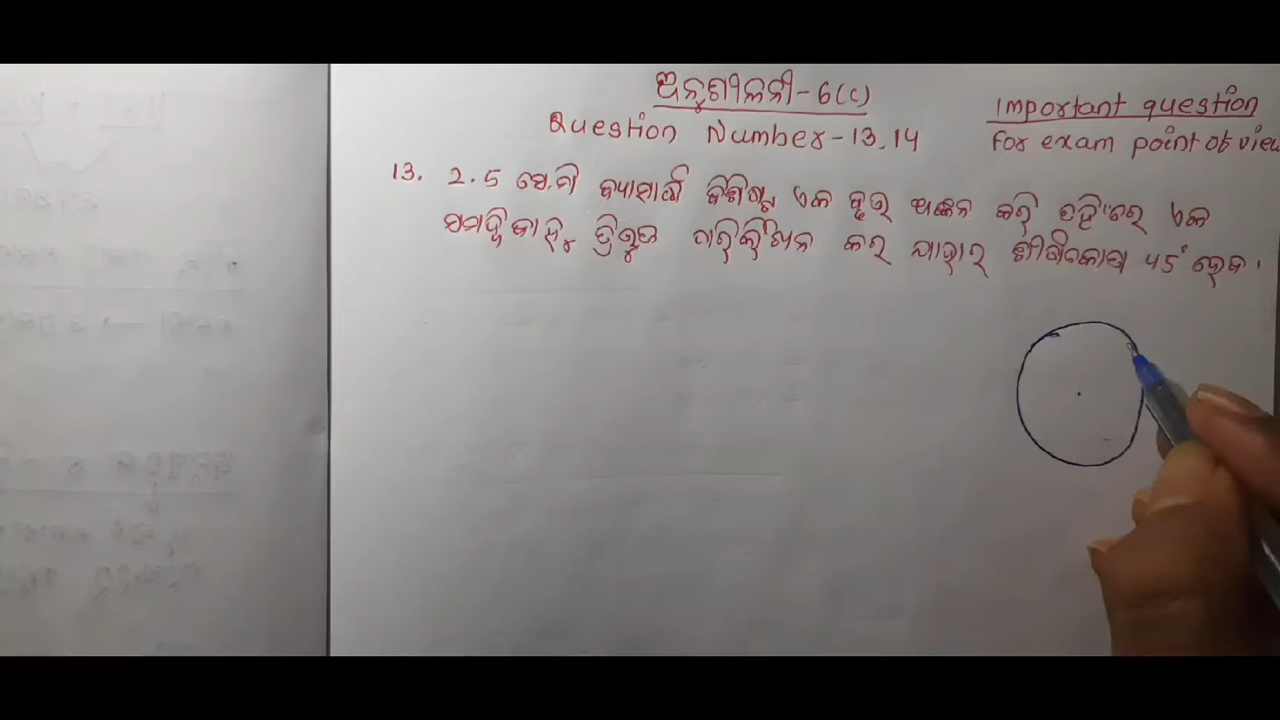 ଅନୁଶୀଳନୀ-6(c)
Important question
Question Number-13,14
For exam point of view
13. 2.5 ସେ.ମି ବ୍ୟାସାର୍ଦ୍ଧ ବିଶିଷ୍ଟ ଏକ ବୃତ୍ତ ଅଙ୍କନ କରି ତହିଁରେ ଏକ
ସମଦ୍ବିବାହୁ ତ୍ରିଭୁଜ ପରିଲିଖନ କର ଯାହାର ଶୀର୍ଷକୋଣ 45° ହେବ ।